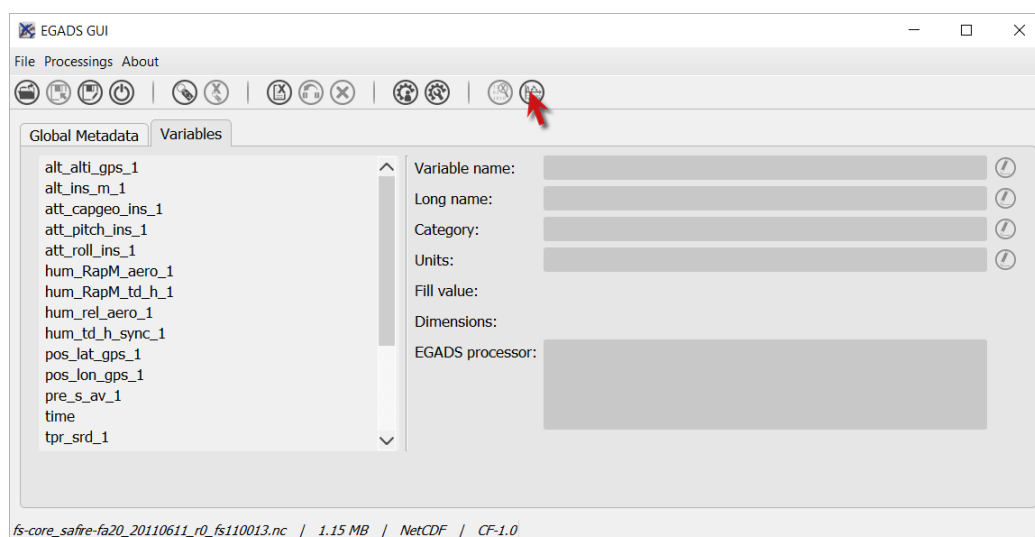 EGADS GUI
File Processings About
Global Metadata Variables
alt_alti_gps_1
alt_ins_m_1
att_capgeo_ins_1
att_pitch_ins_1
att_roll_ins_1
hum_RapM_aero_1
hum_RapM_td_h_1
hum_rel_aero_1
hum_td_h_sync_1
pos_lat_gps_1
pos_lon_gps_1
pre_s_av_1
time
tpr_srd_1
Variable name:
Long name:
Category:
Units:
Fill value:
Dimensions:
EGADS processor:
fs-core_safire-fa20_20110611_r0_fs110013.nc | 1.15 MB | NetCDF | CF-1.0